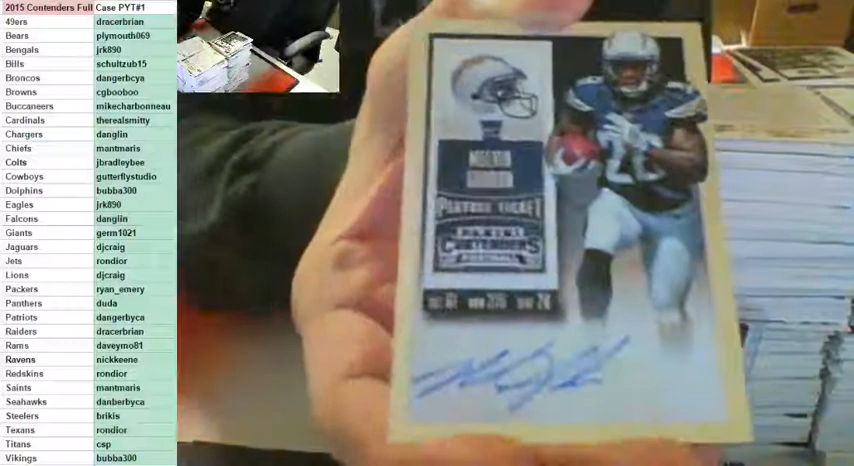 2015 Contenders Full Case PYT#1
49ers dracerbrian
Bears plymouth069
Bengals jrk890
Bills schultzub15
Broncos dangerbcya
Browns cgbooboo
Buccaneers mikecharbonneau
Cardinals therealsmitty
Chargers danglin
Chiefs mantmaris
Colts jbradleybee
Cowboys gutterflystudio
Dolphins bubba300
Eagles jrk890
Falcons danglin
Giants germ1021
Jaguars djcraig
Jets rondior
Lions djcraig
Packers ryan_emery
Panthers duda
Patriots dangerbyca
Raiders dracerbrian
Rams daveymo81
Ravens nickkeene
Redskins rondior
Saints mantmaris
Seahawks danberbyca
Steelers brikis
Texans rondior
Titans csp
Vikings bubba300
PLAYOFF TICKET
PANINI
CONTENDERS
FOOTBALL